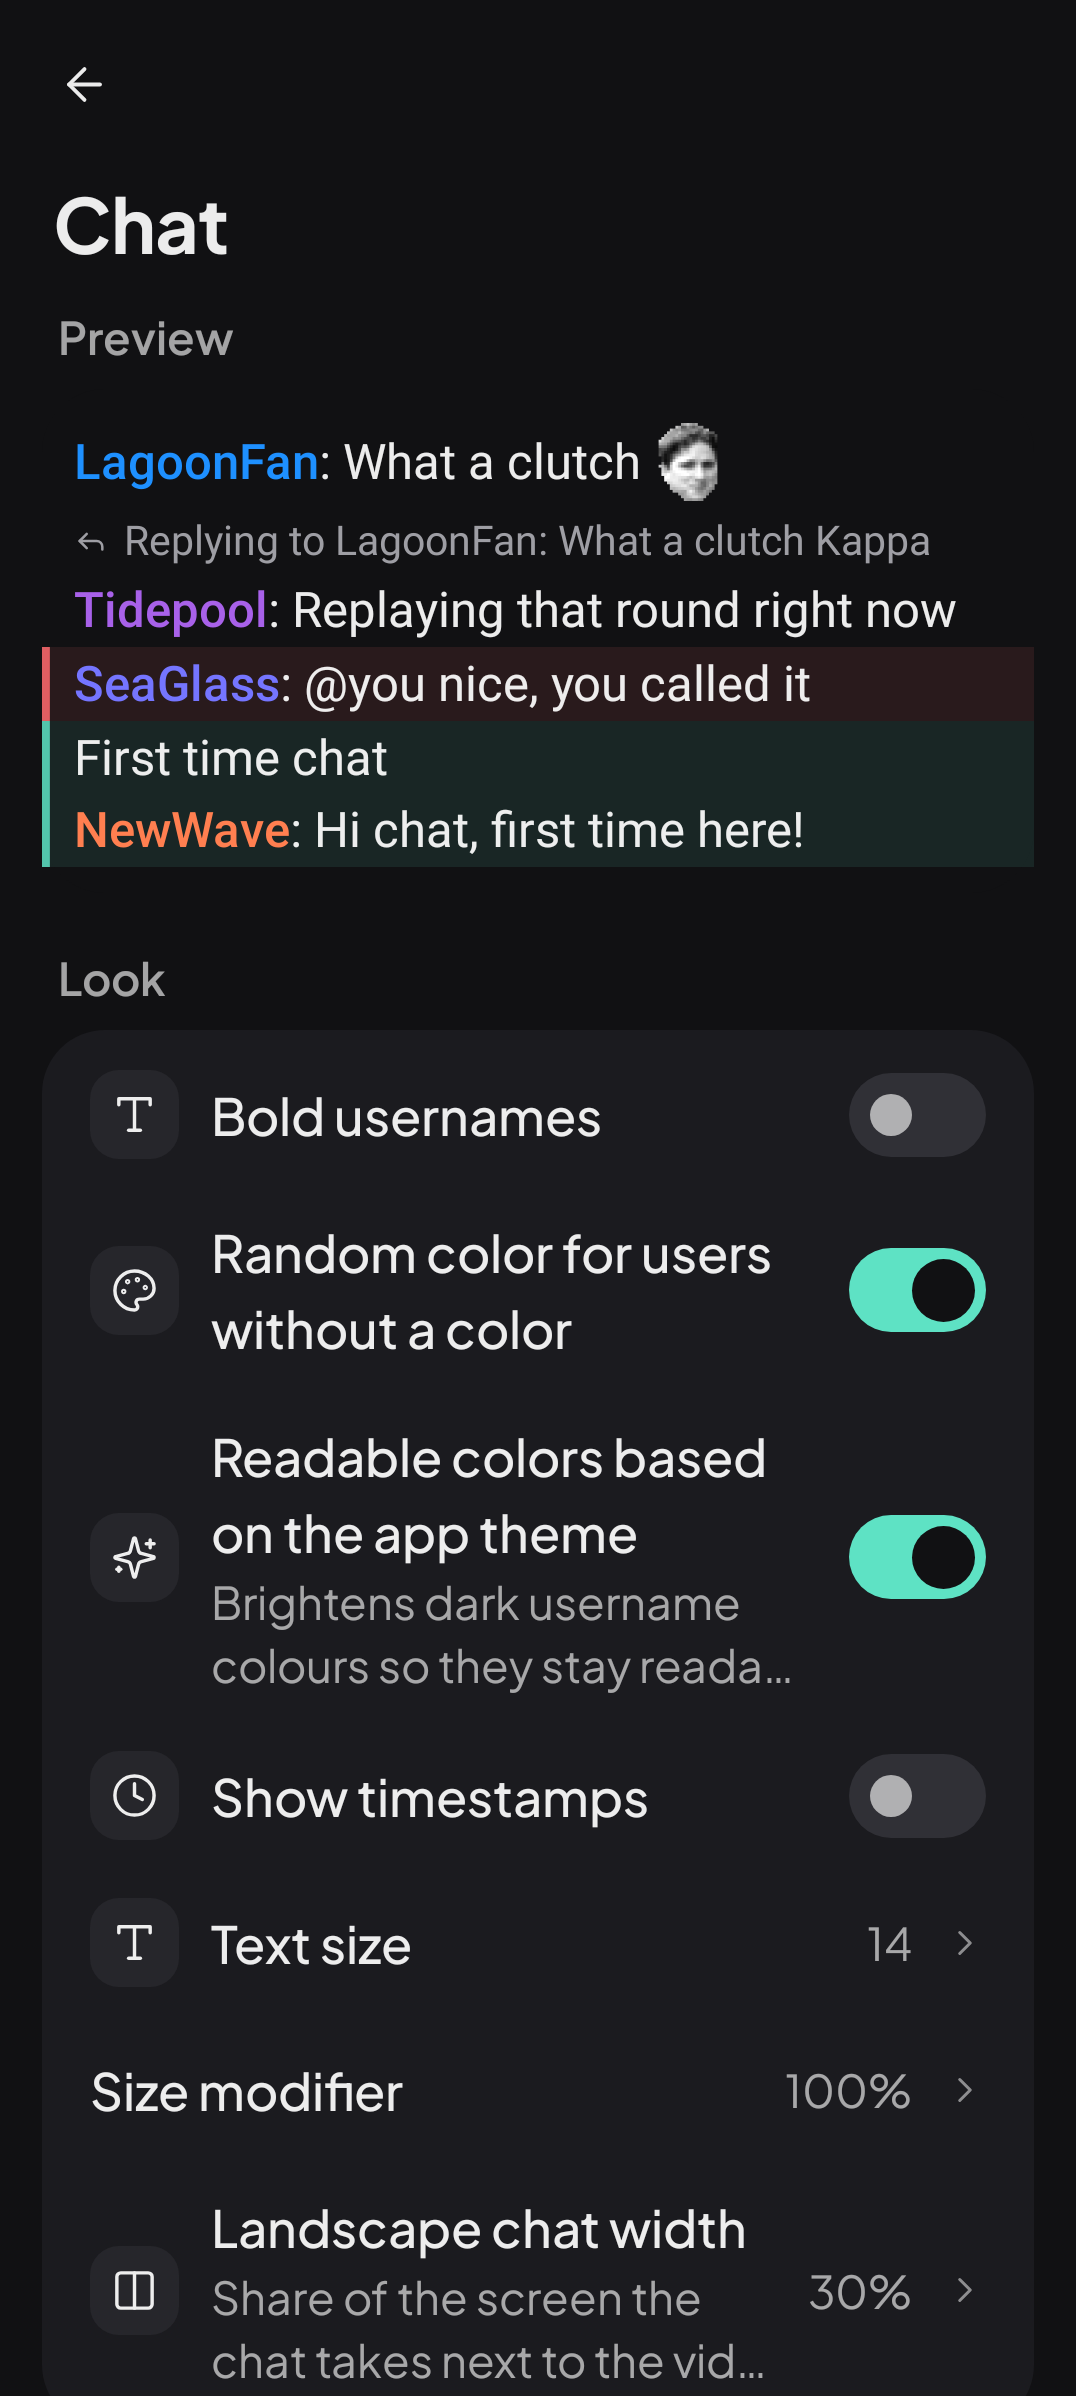 Chat
Preview
LagoonFan: What a clutch
Replying to LagoonFan: What a clutch Kappa
Tidepool: Replaying that round right now
SeaGlass: @you nice, you called it
First time chat
NewWave: Hi chat, first time here!
Look
Bold usernames
Random color for users
without a color
Readable colors based
on the app theme
Brightens dark username
colours so they stay reada...
Show timestamps
Text size 14
Size modifier 100%
Landscape chat width
Share of the screen the 30%
chat takes next to the vid...